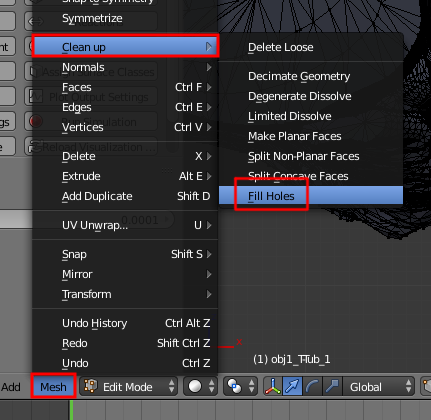 Snap to Symmetry
Symmetrize
Clean up
Delete Loose
Normals
Decimate Geometry
Faces Ctrl F
Degenerate Dissolve
Edges Ctrl E
Limited Dissolve
Vertices Ctrl V
Make Planar Faces
Split Non-Planar Faces
Delete X
Extrude Alt E
Split Concave Faces
Add Duplicate Shift D
Fill Holes
0.0001
UV Unwrap... U
Snap Shift S
Mirror
Transform
Undo History Ctrl Alt Z
Redo Shift Ctrl Z
Undo Ctrl Z
(1) obj1_TTub_1
Add Mesh Edit Mode Global